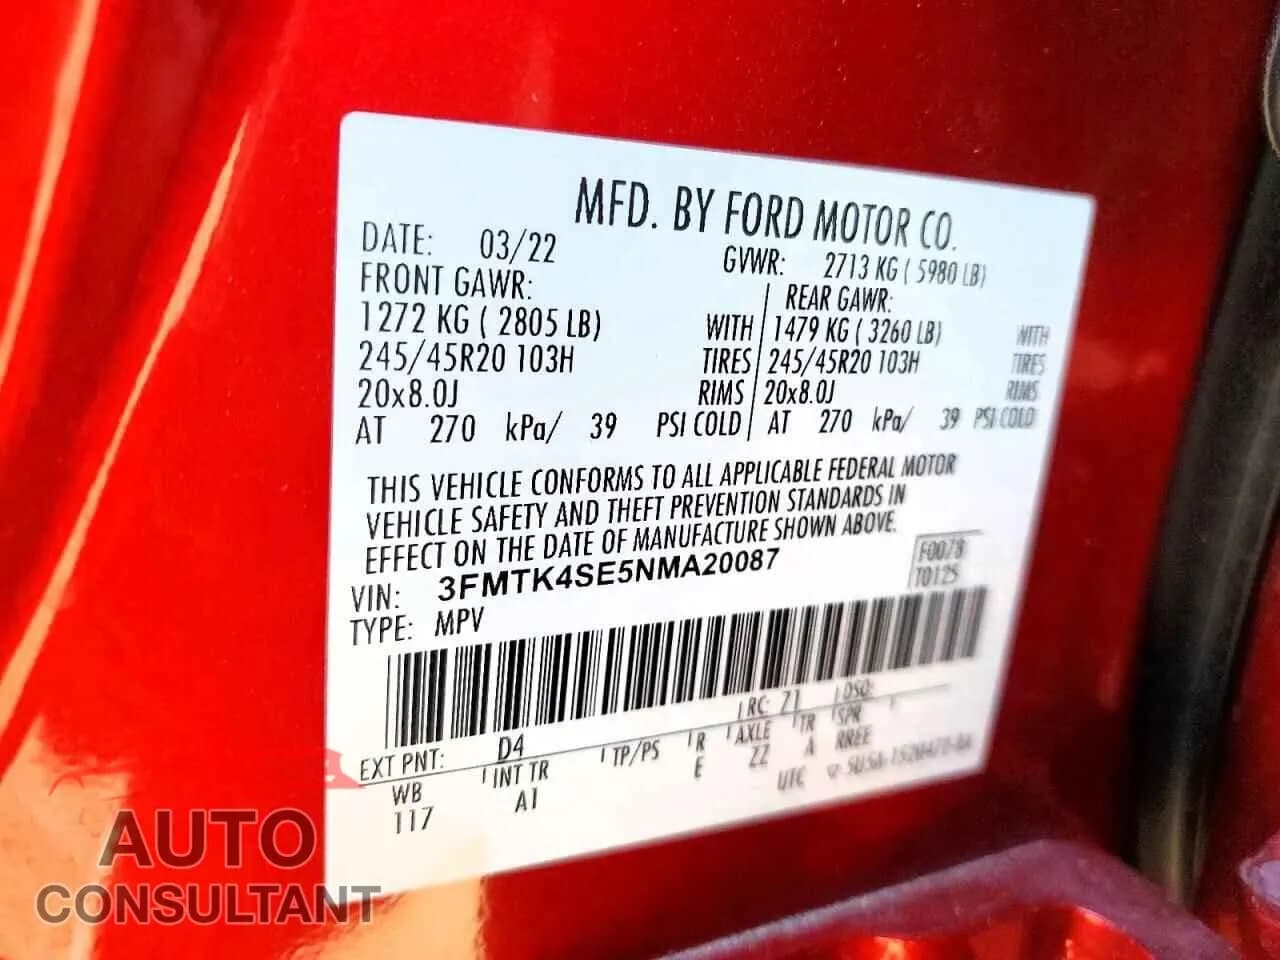 MFD. BY FORD MOTOR CO.
DATE: 03/22 GVWR: 2713 KG ( 5980 LB)
FRONT GAWR: REAR GAWR:
1272 KG ( 2805 LB) WITH 1479 KG ( 3260 LB) WITH
245/45R20 103H TIRES 245/45R20 103H TIRES
20x8.0J RIMS 20x8.0J RIMS
AT 270 kPa/ 39 PSI COLD AT 270 kPa/ 39 PSI COLD
THIS VEHICLE CONFORMS TO ALL APPLICABLE FEDERAL MOTOR
VEHICLE SAFETY AND THEFT PREVENTION STANDARDS IN
EFFECT ON THE DATE OF MANUFACTURE SHOWN ABOVE.
VIN: 3FMTK4SE5NMA20087
F0078
T0125
TYPE: MPV
EXT PNT: D4 RC: 71 DSO:
WB INT TR TP/PS R AXLE TR SPR
117 A1 E ZZ A RREE
UTC
AUTO
CONSULTANT